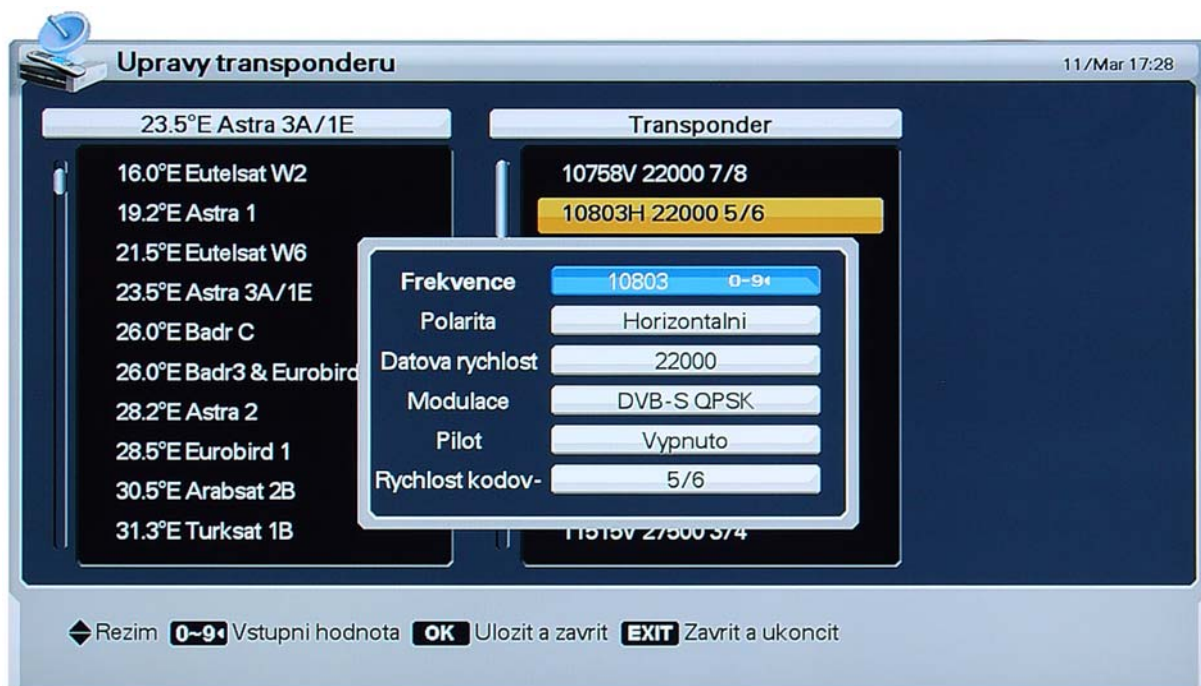 Upravy transponderu
11/Mar 17:28
23.5°E Astra 3A/1E
16.0°E Eutelsat W2
19.2°E Astra 1
21.5°E Eutelsat W6
23.5°E Astra 3A/1E
26.0°E Badr C
26.0°E Badr3 & Eurobird
28.2°E Astra 2
28.5°E Eurobird 1
30.5°E Arabsat 2B
31.3°E Turksat 1B
Transponder
10758V 22000 7/8
10803H 22000 5/6
Frekvence 10803 0-9
Polarita Horizontalni
Datova rychlost 22000
Modulace DVB-S QPSK
Pilot Vypnuto
Rychlost kodov- 5/6
11515V 27500 3/4
Rezim 0~9 Vstupni hodnota OK Ulozit a zavrit EXIT Zavrit a ukoncit